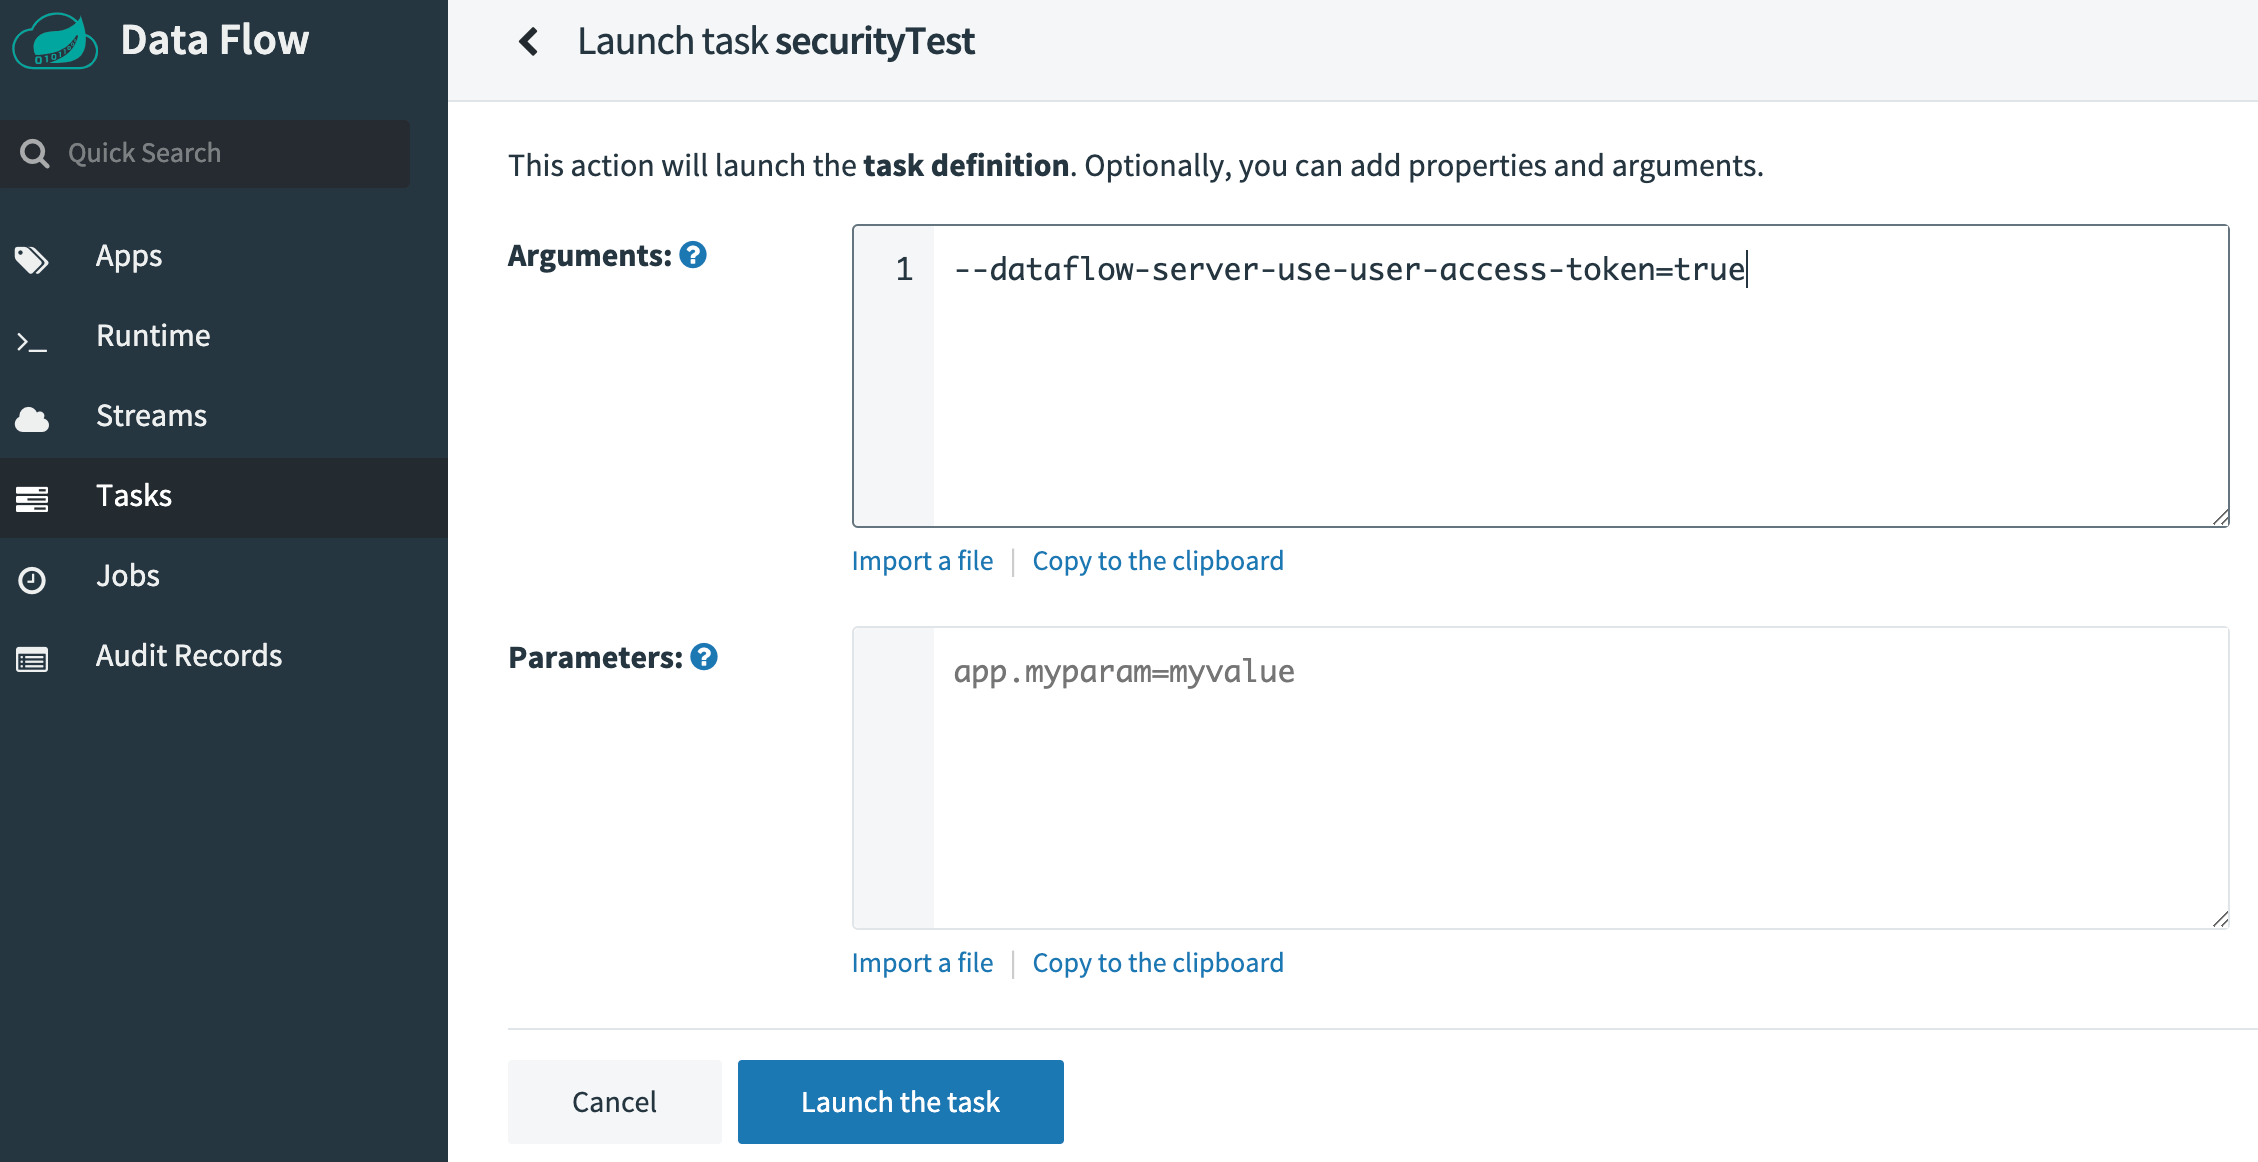 Data Flow
Quick Search
Apps
Runtime
Streams
Tasks
Jobs
Audit Records
Launch task securityTest
This action will launch the task definition. Optionally, you can add properties and arguments.
Arguments: ?
1 --dataflow-server-use-user-access-token=true
Import a file | Copy to the clipboard
Parameters: ?
app.myparam=myvalue
Import a file | Copy to the clipboard
Cancel
Launch the task